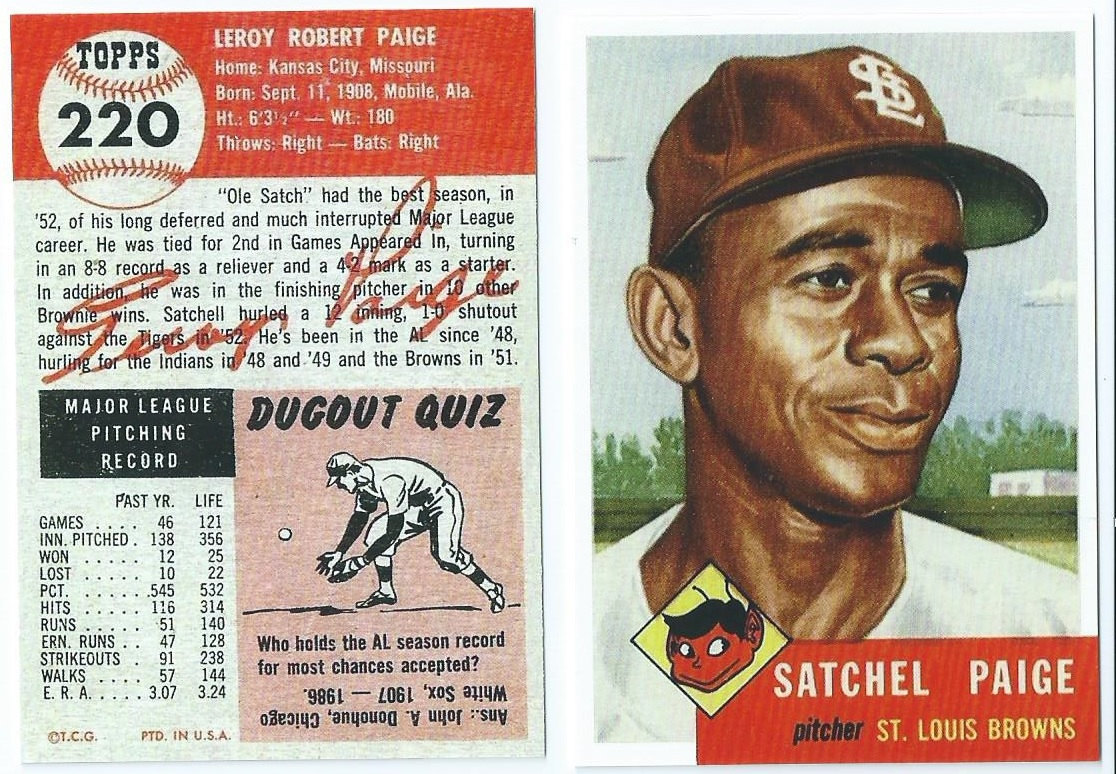 TOPPS
220
LEROY ROBERT PAIGE
Home: Kansas City, Missouri
Born: Sept. 11, 1908, Mobile, Ala.
Ht.: 6'3½" — Wt.: 180
Throws: Right — Bats: Right
"Ole Satch" had the best season, in
'52, of his long deferred and much interrupted Major League
career. He was tied for 2nd in Games Appeared In, turning
in an 8-8 record as a reliever and a 4-2 mark as a starter.
In addition, he was in the finishing pitcher in 10 other
Brownie wins. Satchell hurled a 12 inning, 1-0 shutout
against the Tigers in '52. He's been in the AL since '48,
hurling for the Indians in '48 and '49 and the Browns in '51.
MAJOR LEAGUE
PITCHING
RECORD
PAST YR. LIFE
GAMES . . . . 46 121
INN. PITCHED . 138 356
WON . . . . . 12 25
LOST . . . . . 10 22
PCT. . . . . . .545 532
HITS . . . . . 116 314
RUNS . . . . . 51 140
ERN. RUNS . . 47 128
STRIKEOUTS . . 91 238
WALKS . . . . 57 144
E. R. A. . . . . . 3.07 3.24
©T.C.G. PTD. IN U.S.A.
DUGOUT QUIZ
Who holds the AL season record
for most chances accepted?
Ans.: John A. Donohue, Chicago
White Sox, 1907 — 1986.
StL
SATCHEL PAIGE
pitcher ST. LOUIS BROWNS